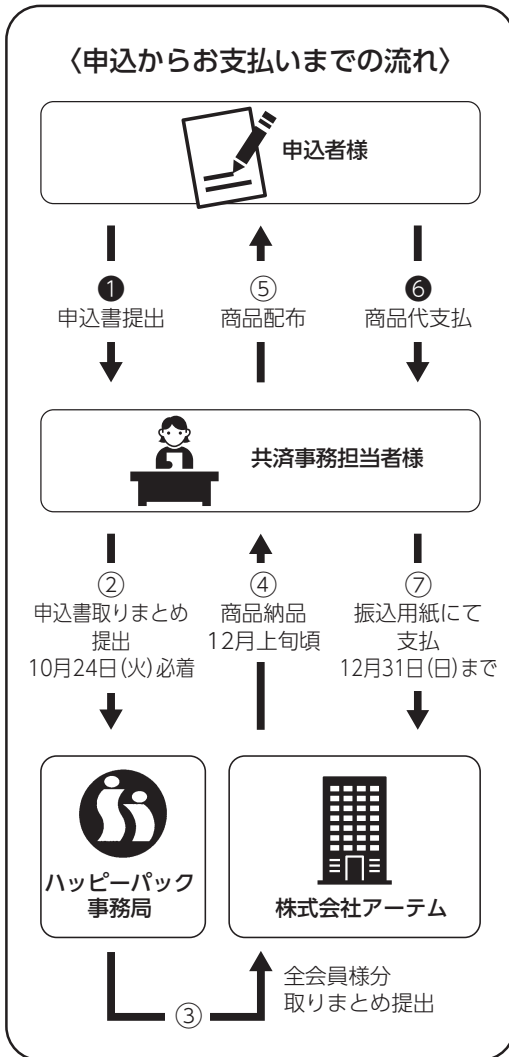 〈申込からお支払いまでの流れ〉
申込者様
❶
申込書提出
⑤
商品配布
❻
商品代支払
共済事務担当者様
②
申込書取りまとめ
提出
10月24日(火)必着
④
商品納品
12月上旬頃
⑦
振込用紙にて
支払
12月31日(日)まで
ハッピーパック
事務局
株式会社アーテム
③
全会員様分
取りまとめ提出